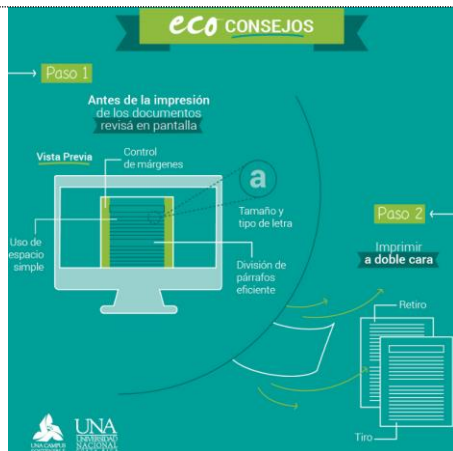 eco CONSEJOS
Paso 1
Antes de la impresión
de los documentos
revisá en pantalla
Vista Previa
Control
de márgenes
a
Tamaño y
tipo de letra
Uso de
espacio
simple
División de
párrafos
eficiente
Paso 2
Imprimir
a doble cara
Retiro
Tiro
UNA
UNIVERSIDAD
NACIONAL
UNA CAMPUS